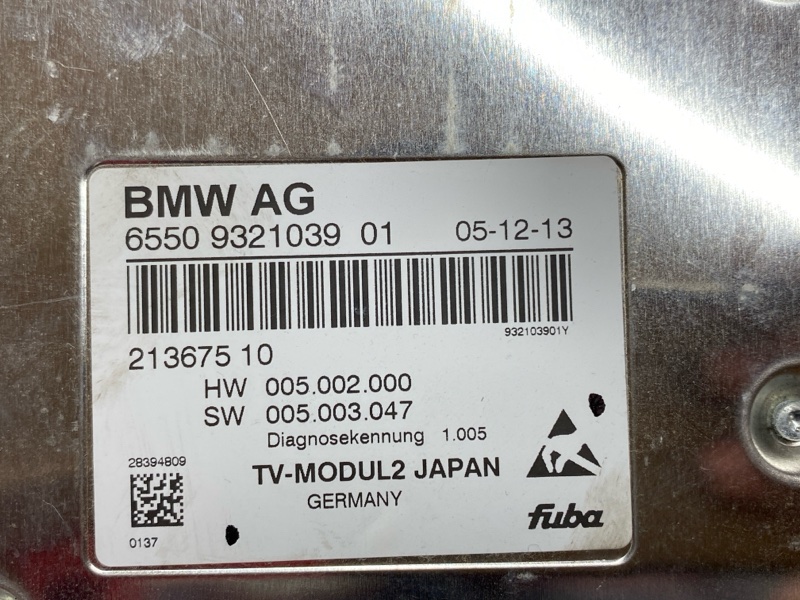 BMW AG
6550 9321039 01 05-12-13
932103901Y
213675 10
HW 005.002.000
SW 005.003.047
Diagnosekennung 1.005
28394809
TV-MODUL2 JAPAN
GERMANY
fuba
0137